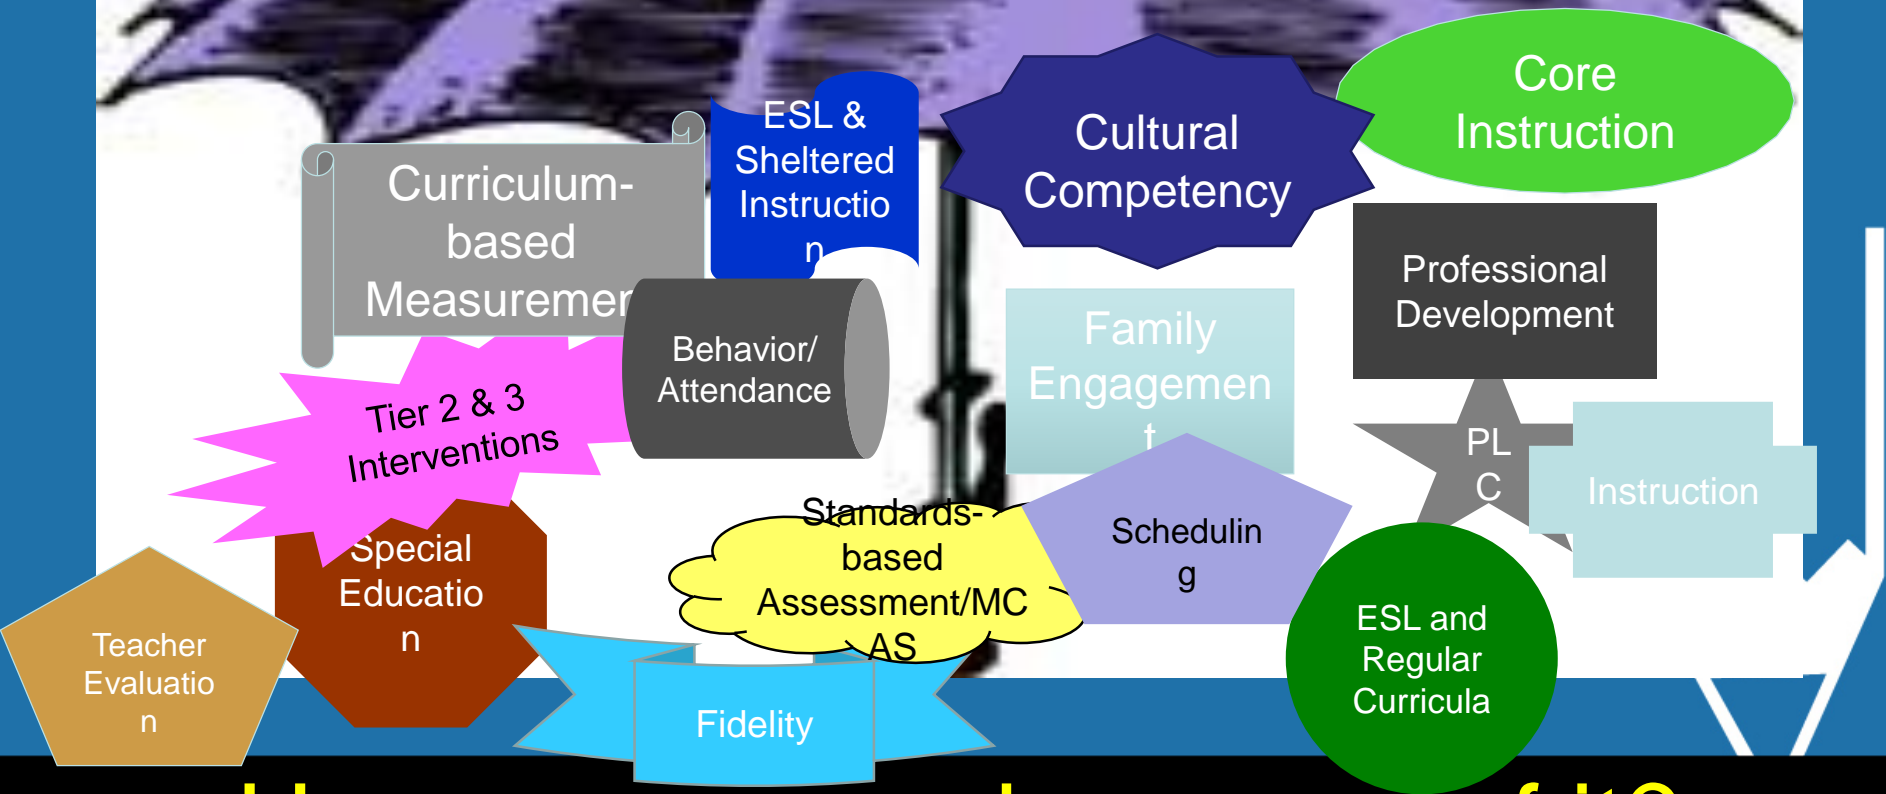 Core
Instruction
Cultural
Competency
ESL &
Sheltered
Instructio
n
Curriculum-
based
Measuremen
Professional
Development
Family
Engagemen
t
Behavior/
Attendance
Tier 2 & 3
Interventions
PL
C
Instruction
Standards-
based
Assessment/MC
AS
Schedulin
g
Special
Educatio
n
Teacher
Evaluatio
n
Fidelity
ESL and
Regular
Curricula